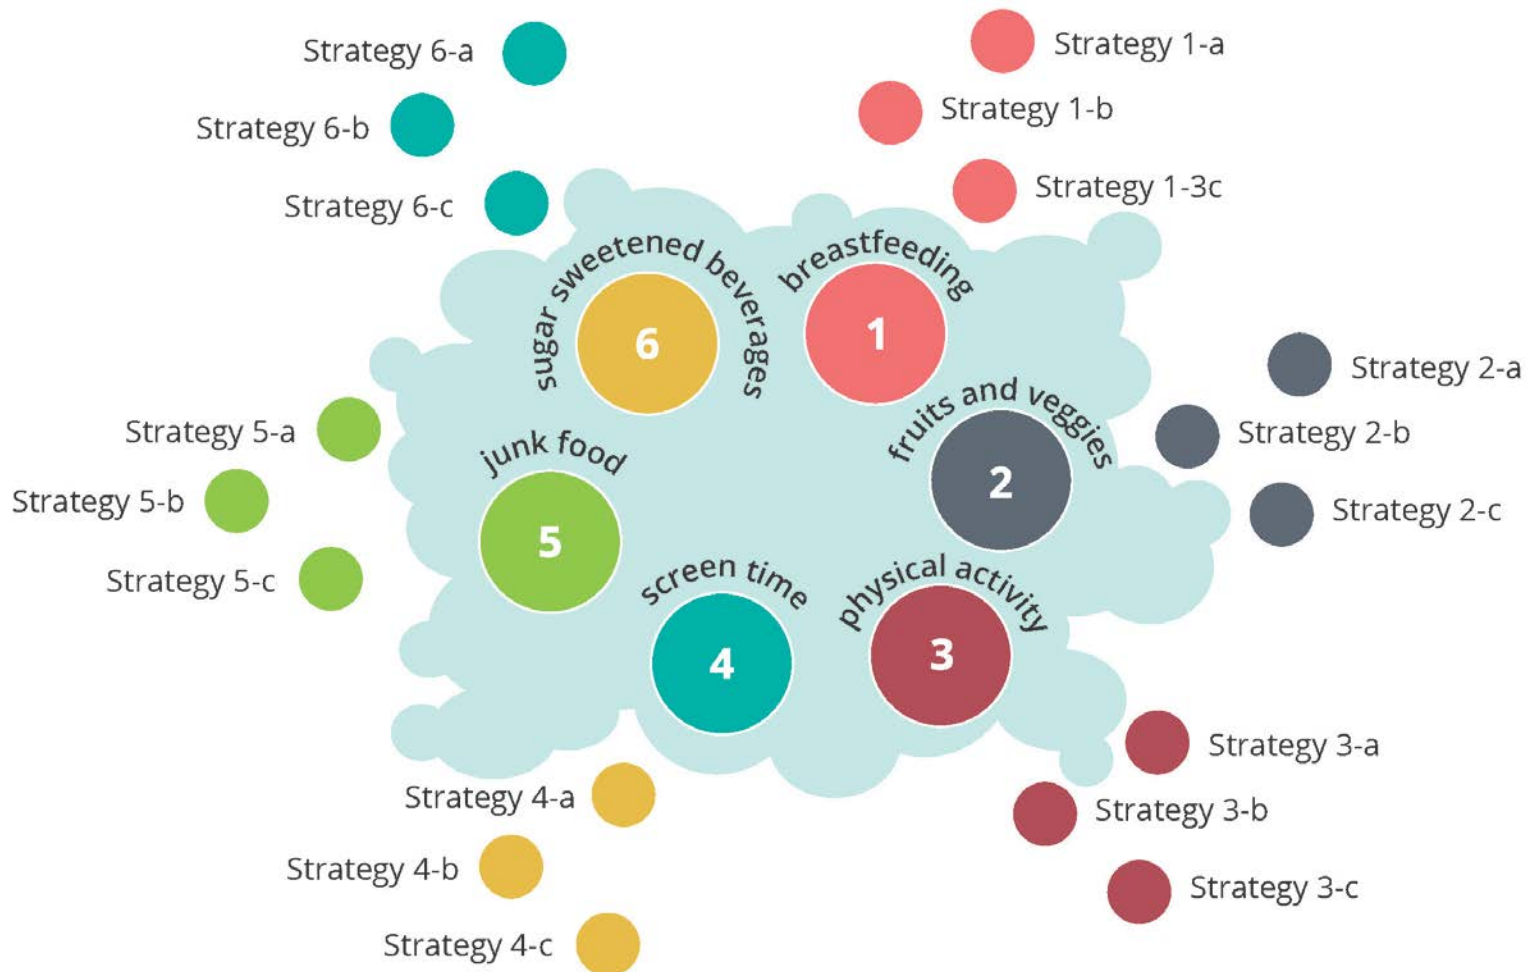 Strategy 6-a
Strategy 6-b
Strategy 6-c
Strategy 1-a
Strategy 1-b
Strategy 1-3c
sugar sweetened beverages
6
breastfeeding
1
Strategy 2-a
Strategy 2-b
Strategy 2-c
fruits and veggies
2
Strategy 5-a
Strategy 5-b
Strategy 5-c
junk food
5
screen time
4
physical activity
3
Strategy 3-a
Strategy 3-b
Strategy 3-c
Strategy 4-a
Strategy 4-b
Strategy 4-c